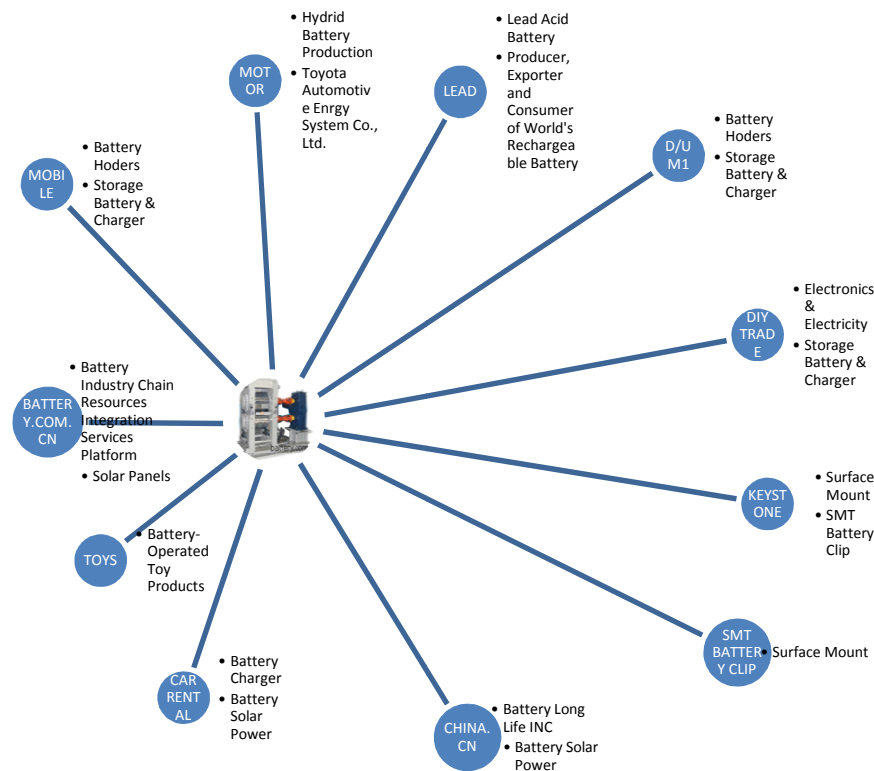 MOT
OR
• Hydrid
Battery
Production
• Toyota
Automotiv
e Enrgy
System Co.,
Ltd.
LEAD
• Lead Acid
Battery
• Producer,
Exporter
and
Consumer
of World's
Rechargea
ble Battery
D/U
M1
• Battery
Hoders
• Storage
Battery &
Charger
MOBI
LE
• Battery
Hoders
• Storage
Battery &
Charger
DIY
TRAD
E
• Electronics
&
Electricity
• Storage
Battery &
Charger
BATTER
Y.COM.
CN
• Battery
Industry Chain
Resources
Integration
Services
Platform
• Solar Panels
KEYST
ONE
• Surface
Mount
• SMT
Battery
Clip
TOYS
• Battery-
Operated
Toy
Products
SMT
BATTER
Y CLIP
• Surface Mount
CAR
RENT
AL
• Battery
Charger
• Battery
Solar
Power
CHINA.
CN
• Battery Long
Life INC
• Battery Solar
Power